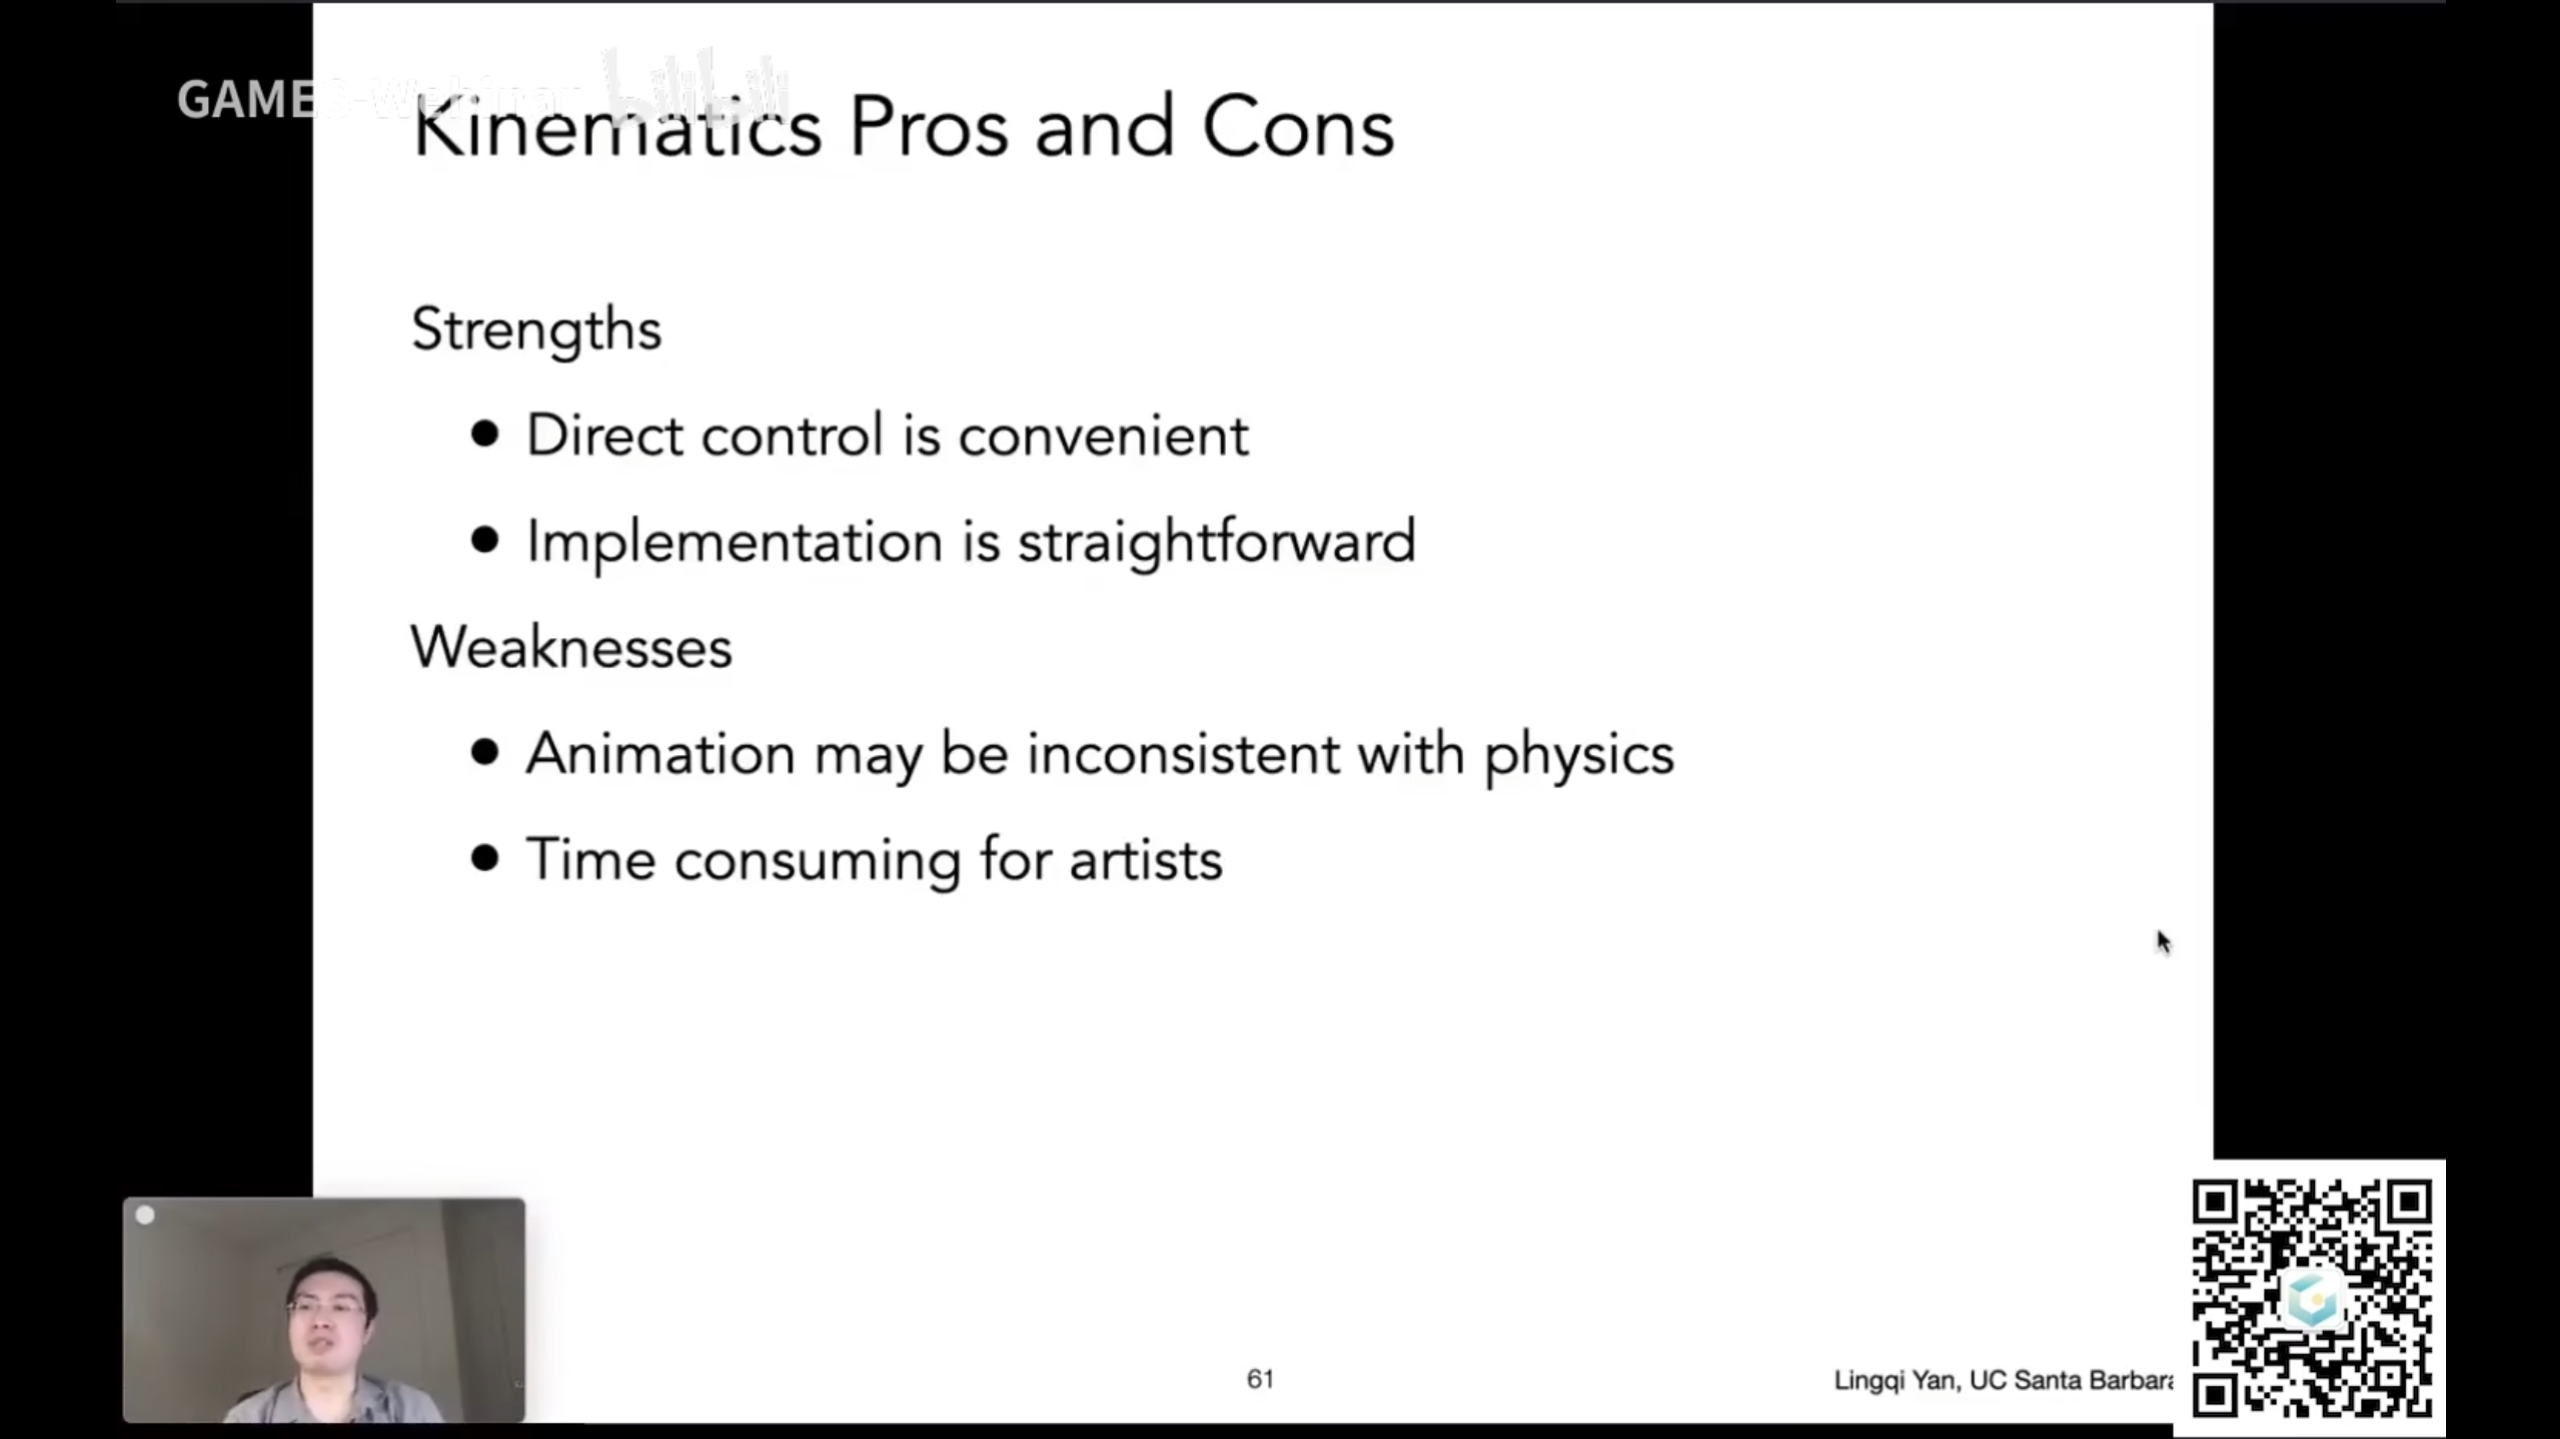 GAMES-Webinar bilibili
Kinematics Pros and Cons
Strengths
● Direct control is convenient
● Implementation is straightforward
Weaknesses
● Animation may be inconsistent with physics
● Time consuming for artists
61
Lingqi Yan, UC Santa Barbara